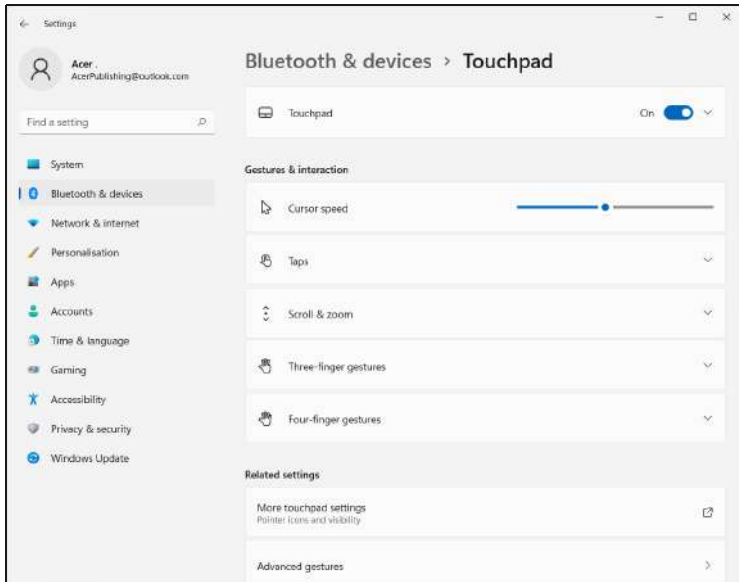 Settings
Acer .
AcerPublishing@outlook.com
Find a setting
System
Bluetooth & devices
Network & internet
Personalisation
Apps
Accounts
Time & language
Gaming
Accessibility
Privacy & security
Windows Update
Bluetooth & devices > Touchpad
Touchpad On
Gestures & interaction
Cursor speed
Taps
Scroll & zoom
Three-finger gestures
Four-finger gestures
Related settings
More touchpad settings
Pointer icons and visibility
Advanced gestures